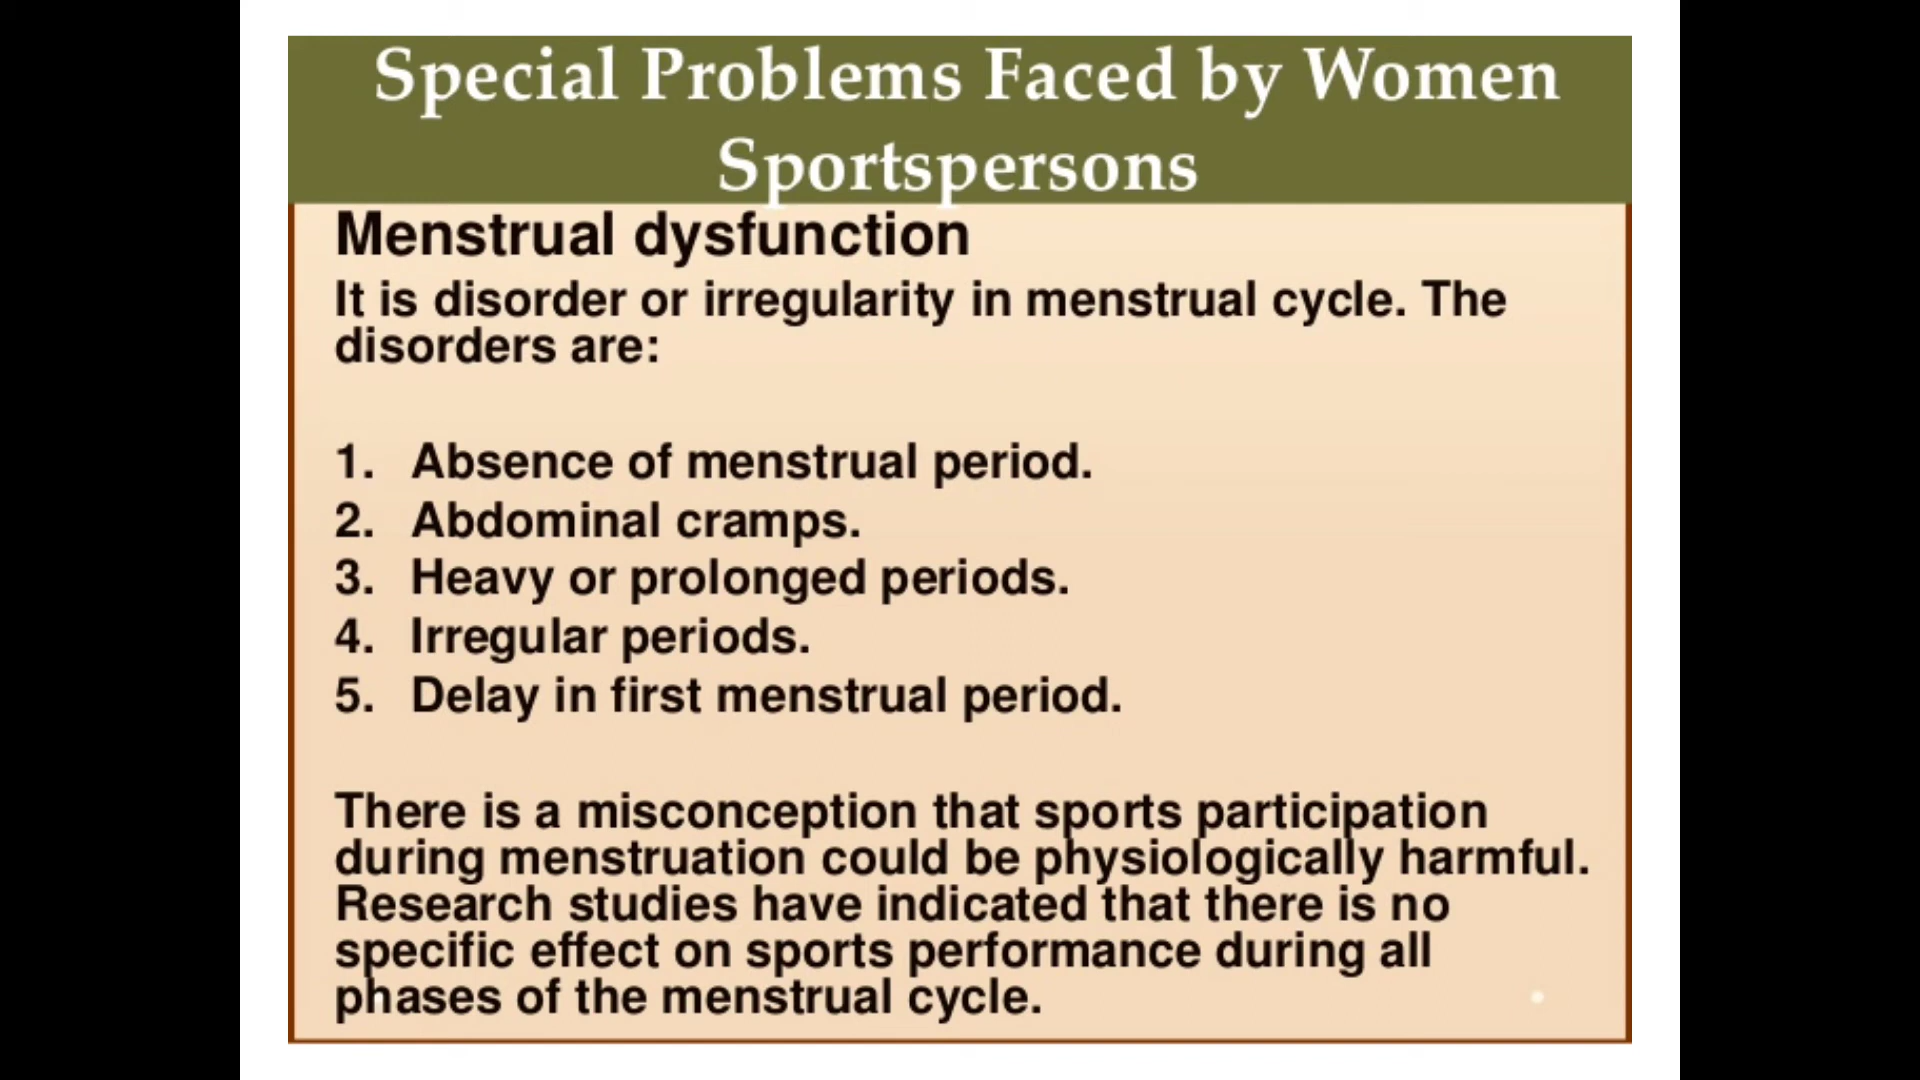 Special Problems Faced by Women
Sportspersons
Menstrual dysfunction
It is disorder or irregularity in menstrual cycle. The
disorders are:
1. Absence of menstrual period.
2. Abdominal cramps.
3. Heavy or prolonged periods.
4. Irregular periods.
5. Delay in first menstrual period.
There is a misconception that sports participation
during menstruation could be physiologically harmful.
Research studies have indicated that there is no
specific effect on sports performance during all
phases of the menstrual cycle.